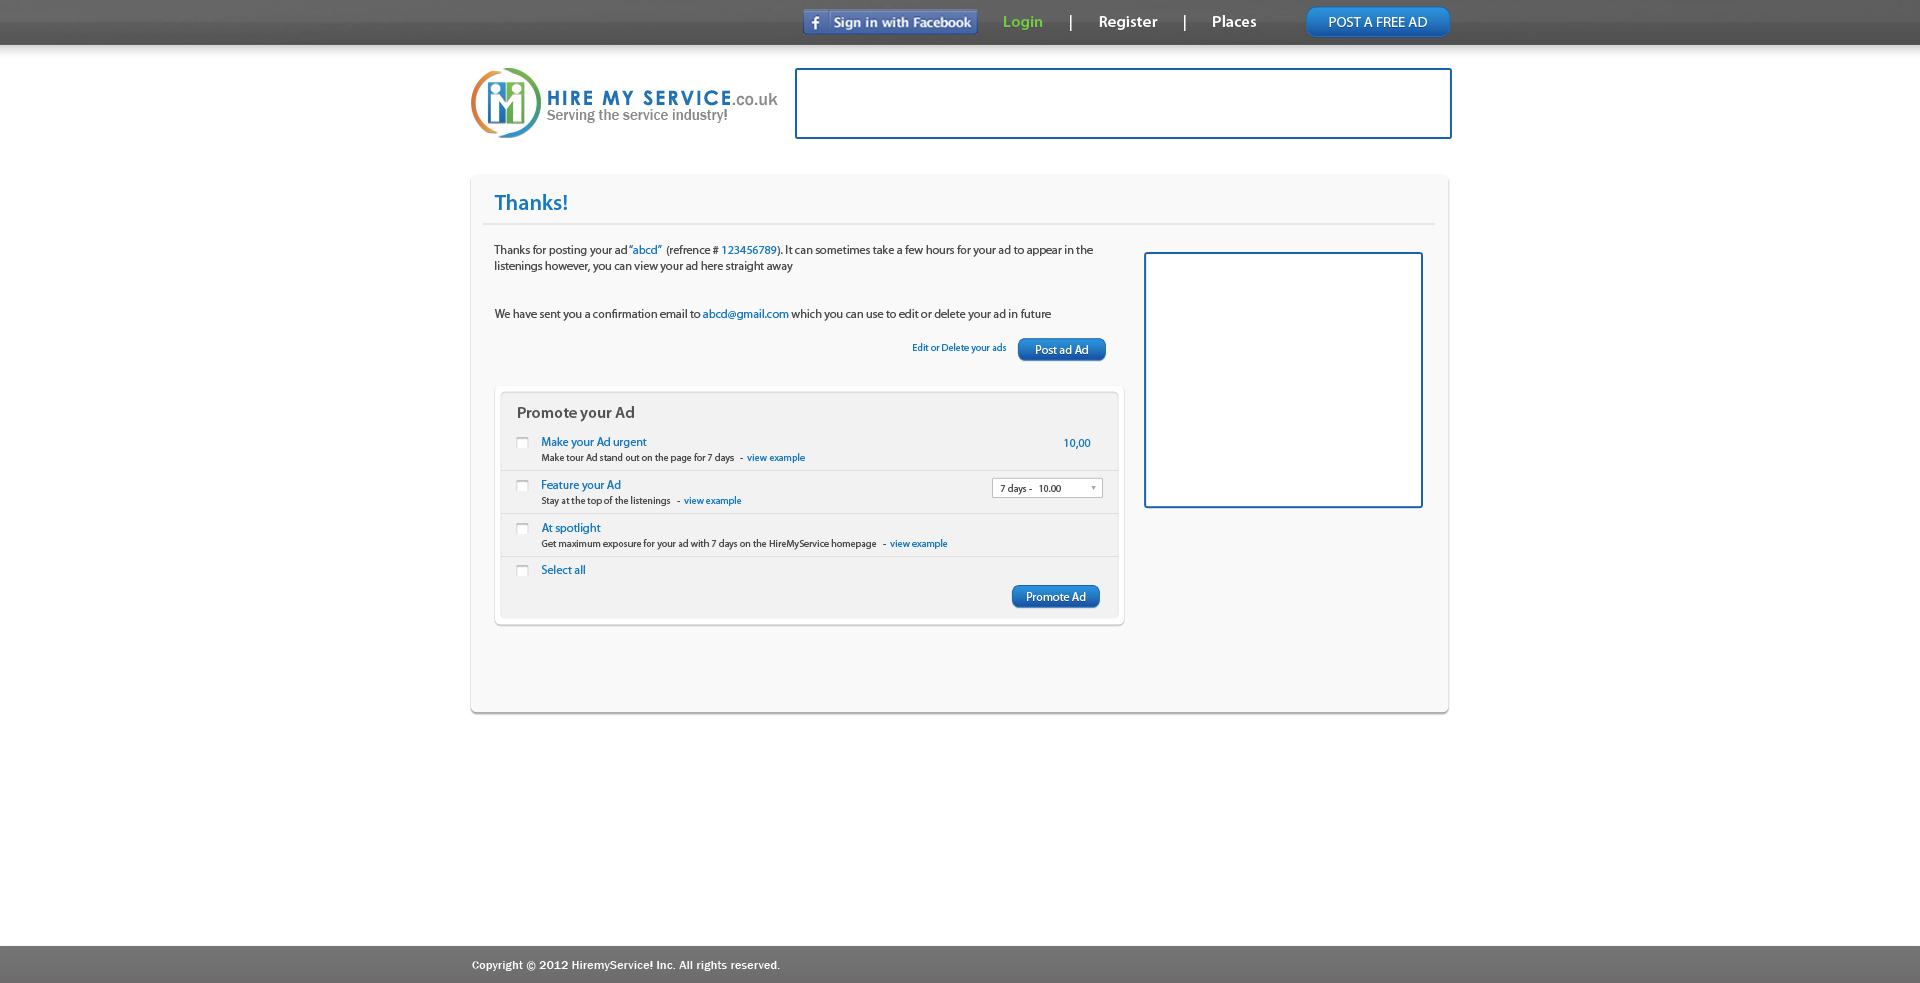 f Sign in with Facebook Login | Register | Places POST A FREE AD
HIRE MY SERVICE.co.uk
Serving the service industry!
Thanks!
Thanks for posting your ad “abcd” (refrence # 123456789). It can sometimes take a few hours for your ad to appear in the
listenings however, you can view your ad here straight away
We have sent you a confirmation email to abcd@gmail.com which you can use to edit or delete your ad in future
Edit or Delete your ads Post ad Ad
Promote your Ad
Make your Ad urgent 10,00
Make tour Ad stand out on the page for 7 days - view example
Feature your Ad 7 days - 10.00
Stay at the top of the listenings - view example
At spotlight
Get maximum exposure for your ad with 7 days on the HireMyService homepage - view example
Select all
Promote Ad
Copyright © 2012 HiremyService! Inc. All rights reserved.